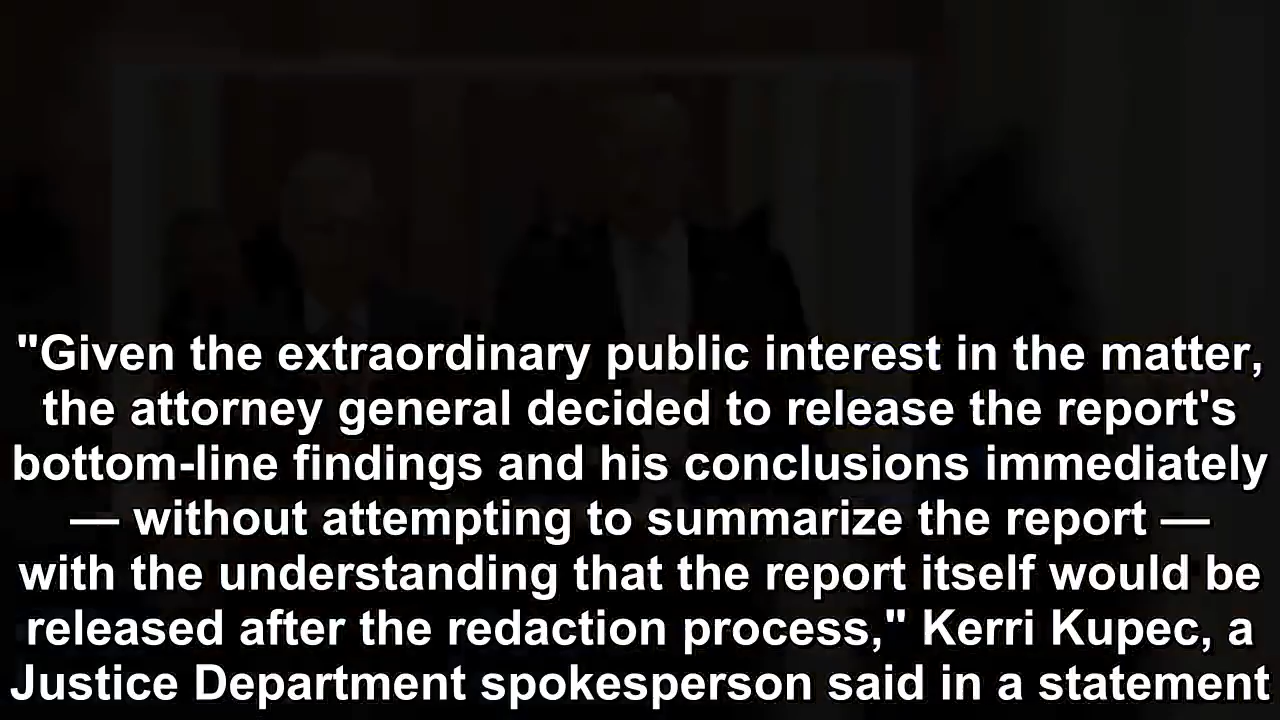 "Given the extraordinary public interest in the matter,
the attorney general decided to release the report's
bottom-line findings and his conclusions immediately
— without attempting to summarize the report —
with the understanding that the report itself would be
released after the redaction process," Kerri Kupec, a
Justice Department spokesperson said in a statement